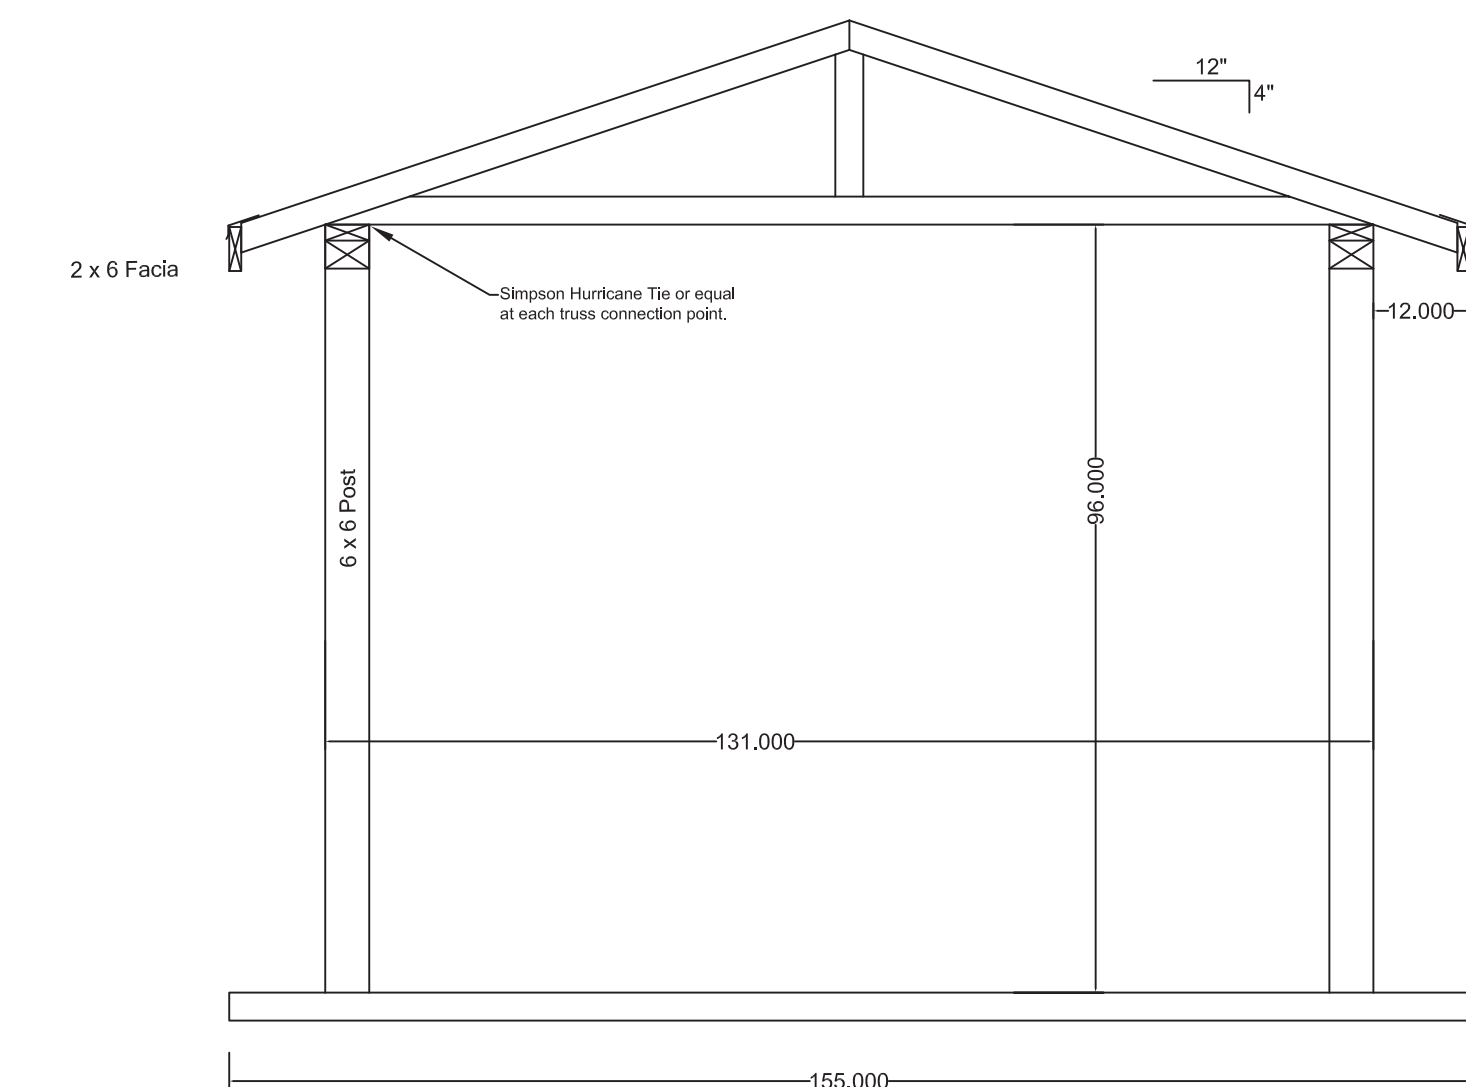 12"
4"
2 x 6 Facia
Simpson Hurricane Tie or equal
at each truss connection point.
12.000
6 x 6 Post
96.000
131.000
155.000